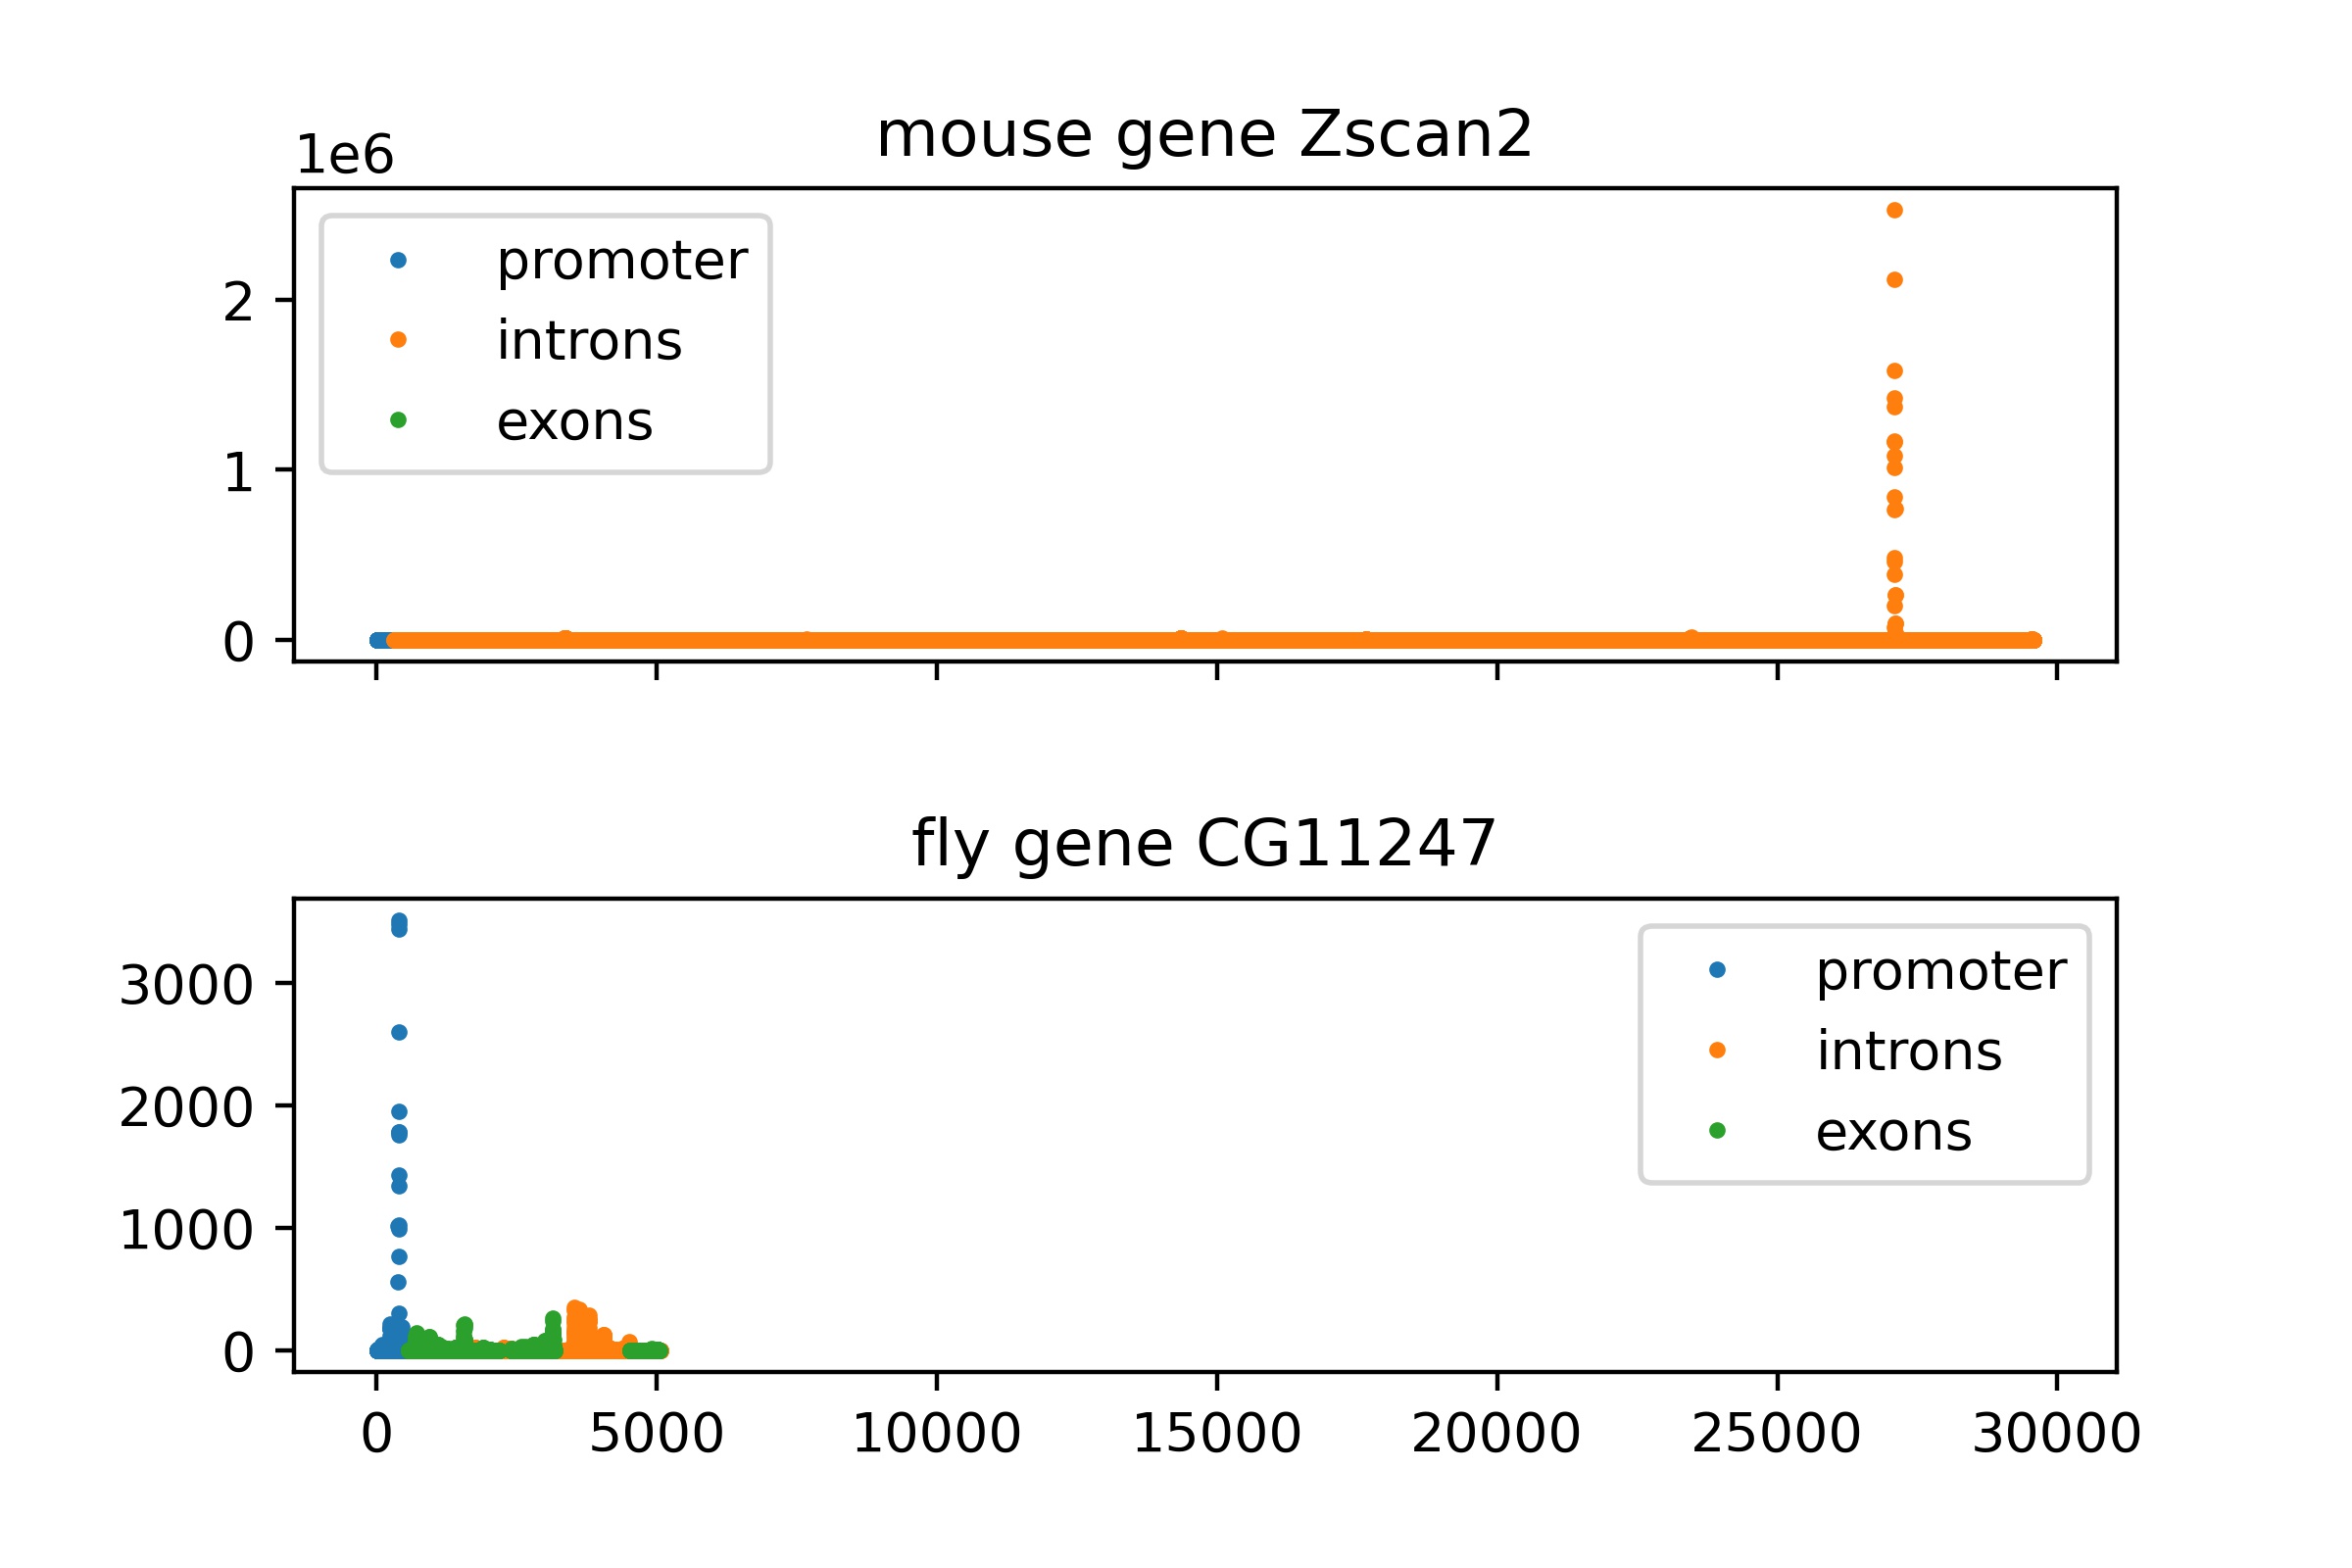 mouse gene Zscan2
1e6
promoter
introns
exons
2
1
0
fly gene CG11247
promoter
introns
exons
3000
2000
1000
0
0 5000 10000 15000 20000 25000 30000